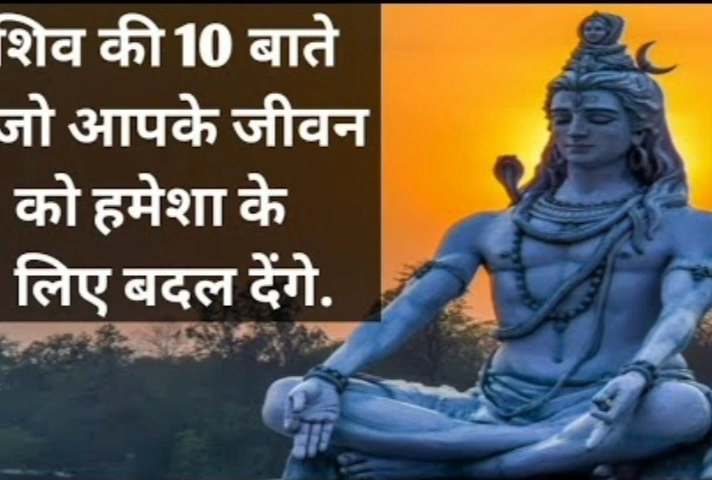 शिव की 10 बाते
जो आपके जीवन
को हमेशा के
लिए बदल देंगे.